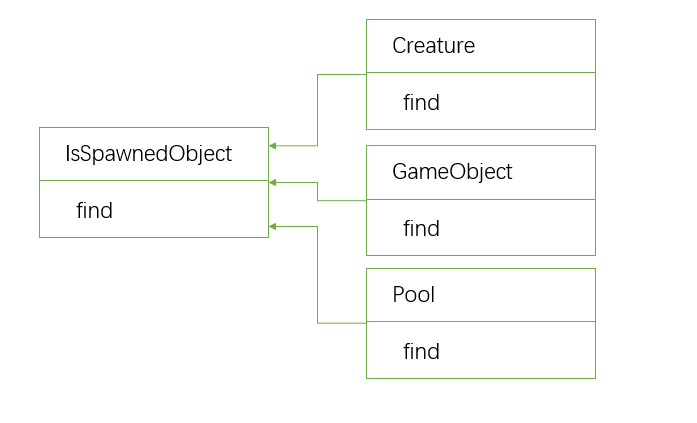 IsSpawnedObject
find
Creature
find
GameObject
find
Pool
find